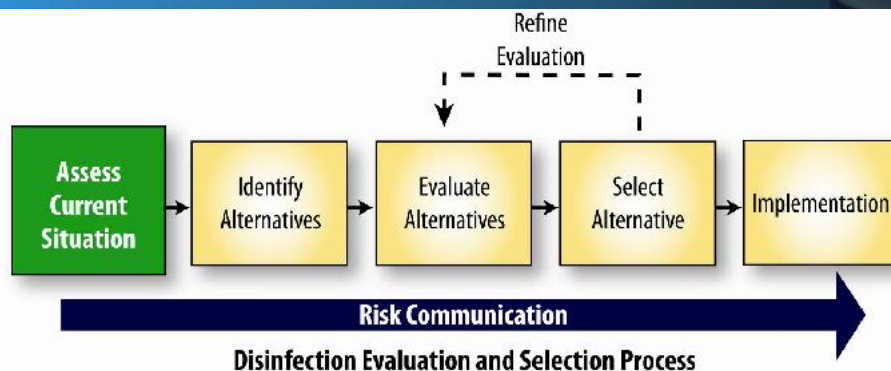 Refine
Evaluation
Assess
Current
Situation
Identify
Alternatives
Evaluate
Alternatives
Select
Alternative
Implementation
Risk Communication
Disinfection Evaluation and Selection Process